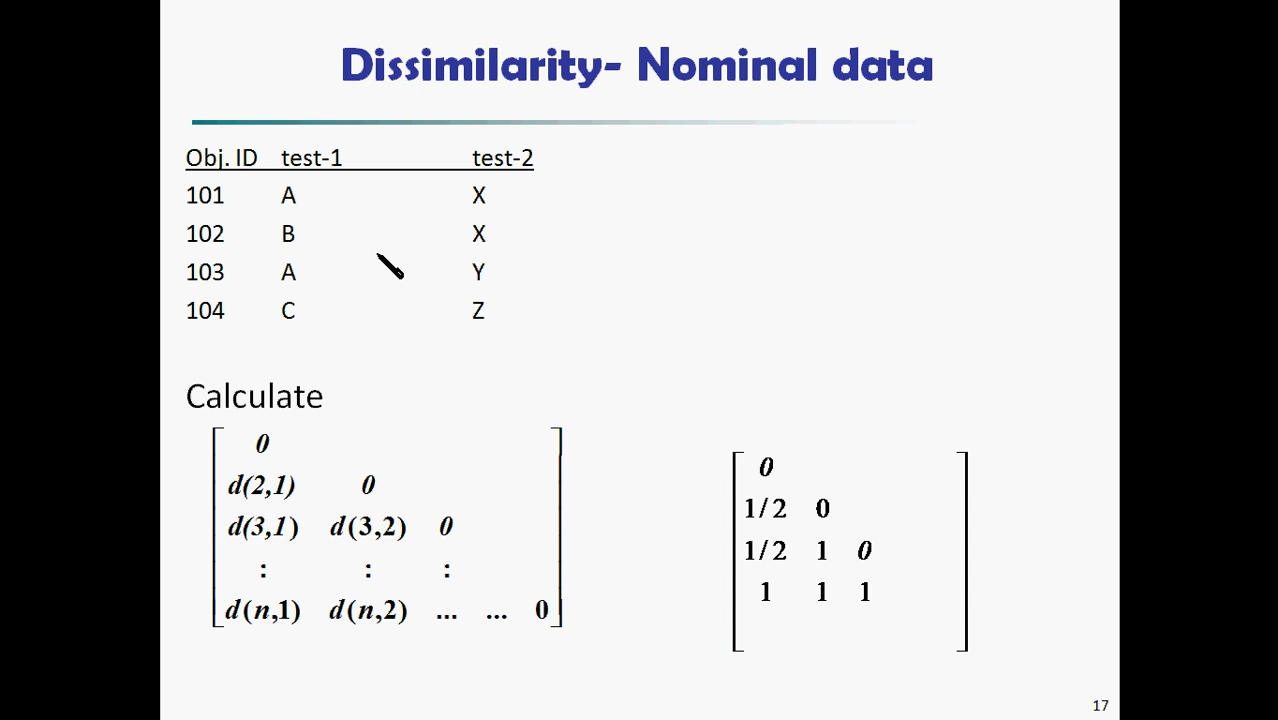 Dissimilarity- Nominal data
Obj. ID test-1 test-2
101 A X
102 B X
103 A Y
104 C Z
Calculate
0
d(2,1) 0
d(3,1) d(3,2) 0
: : :
d(n,1) d(n,2) ... ... 0
0
1/2 0
1/2 1 0
1 1 1
17